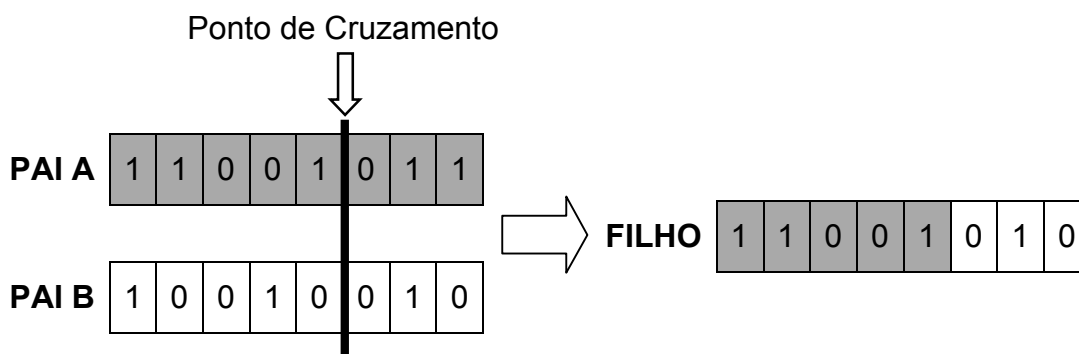 Ponto de Cruzamento
PAI A 1 1 0 0 1 0 1 1
FILHO 1 1 0 0 1 0 1 0
PAI B 1 0 0 1 0 0 1 0